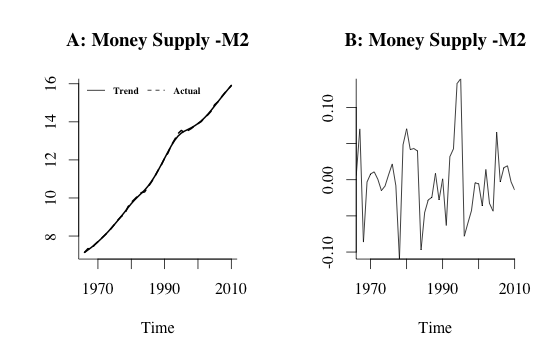 A: Money Supply -M2
Trend Actual
16
14
12
10
8
1970 1990 2010
Time
B: Money Supply -M2
0.10
0.00
-0.10
1970 1990 2010
Time